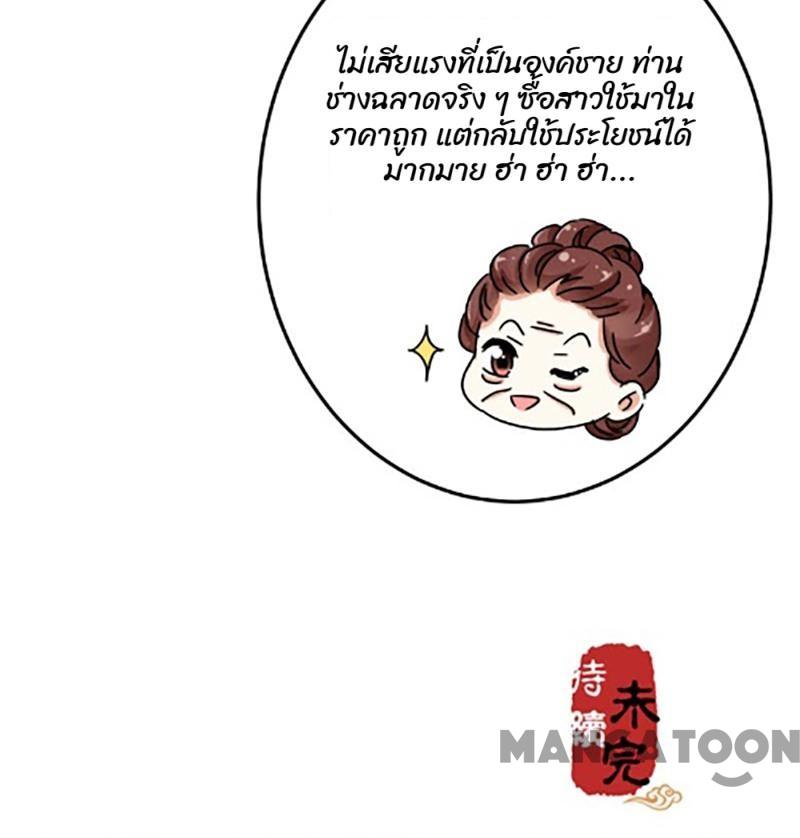 ไม่เสียแรงที่เป็นองค์ชาย ท่าน
ช่างฉลาดจริง ๆ ซื้อสาวใช้มาใน
ราคาถูก แต่กลับใช้ประโยชน์ได้
มากมาย ฮ่า ฮ่า ฮ่า...
未完
待續
MANGATOON